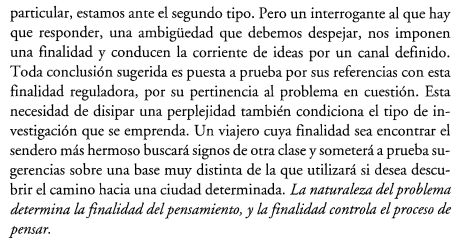 particular, estamos ante el segundo tipo. Pero un interrogante al que hay
que responder, una ambigüedad que debemos despejar, nos imponen
una finalidad y conducen la corriente de ideas por un canal definido.
Toda conclusión sugerida es puesta a prueba por sus referencias con esta
finalidad reguladora, por su pertinencia al problema en cuestión. Esta
necesidad de disipar una perplejidad también condiciona el tipo de in-
vestigación que se emprenda. Un viajero cuya finalidad sea encontrar el
sendero más hermoso buscará signos de otra clase y someterá a prueba su-
gerencias sobre una base muy distinta de la que utilizará si desea descu-
brir el camino hacia una ciudad determinada. La naturaleza del problema
determina la finalidad del pensamiento, y la finalidad controla el proceso de
pensar.